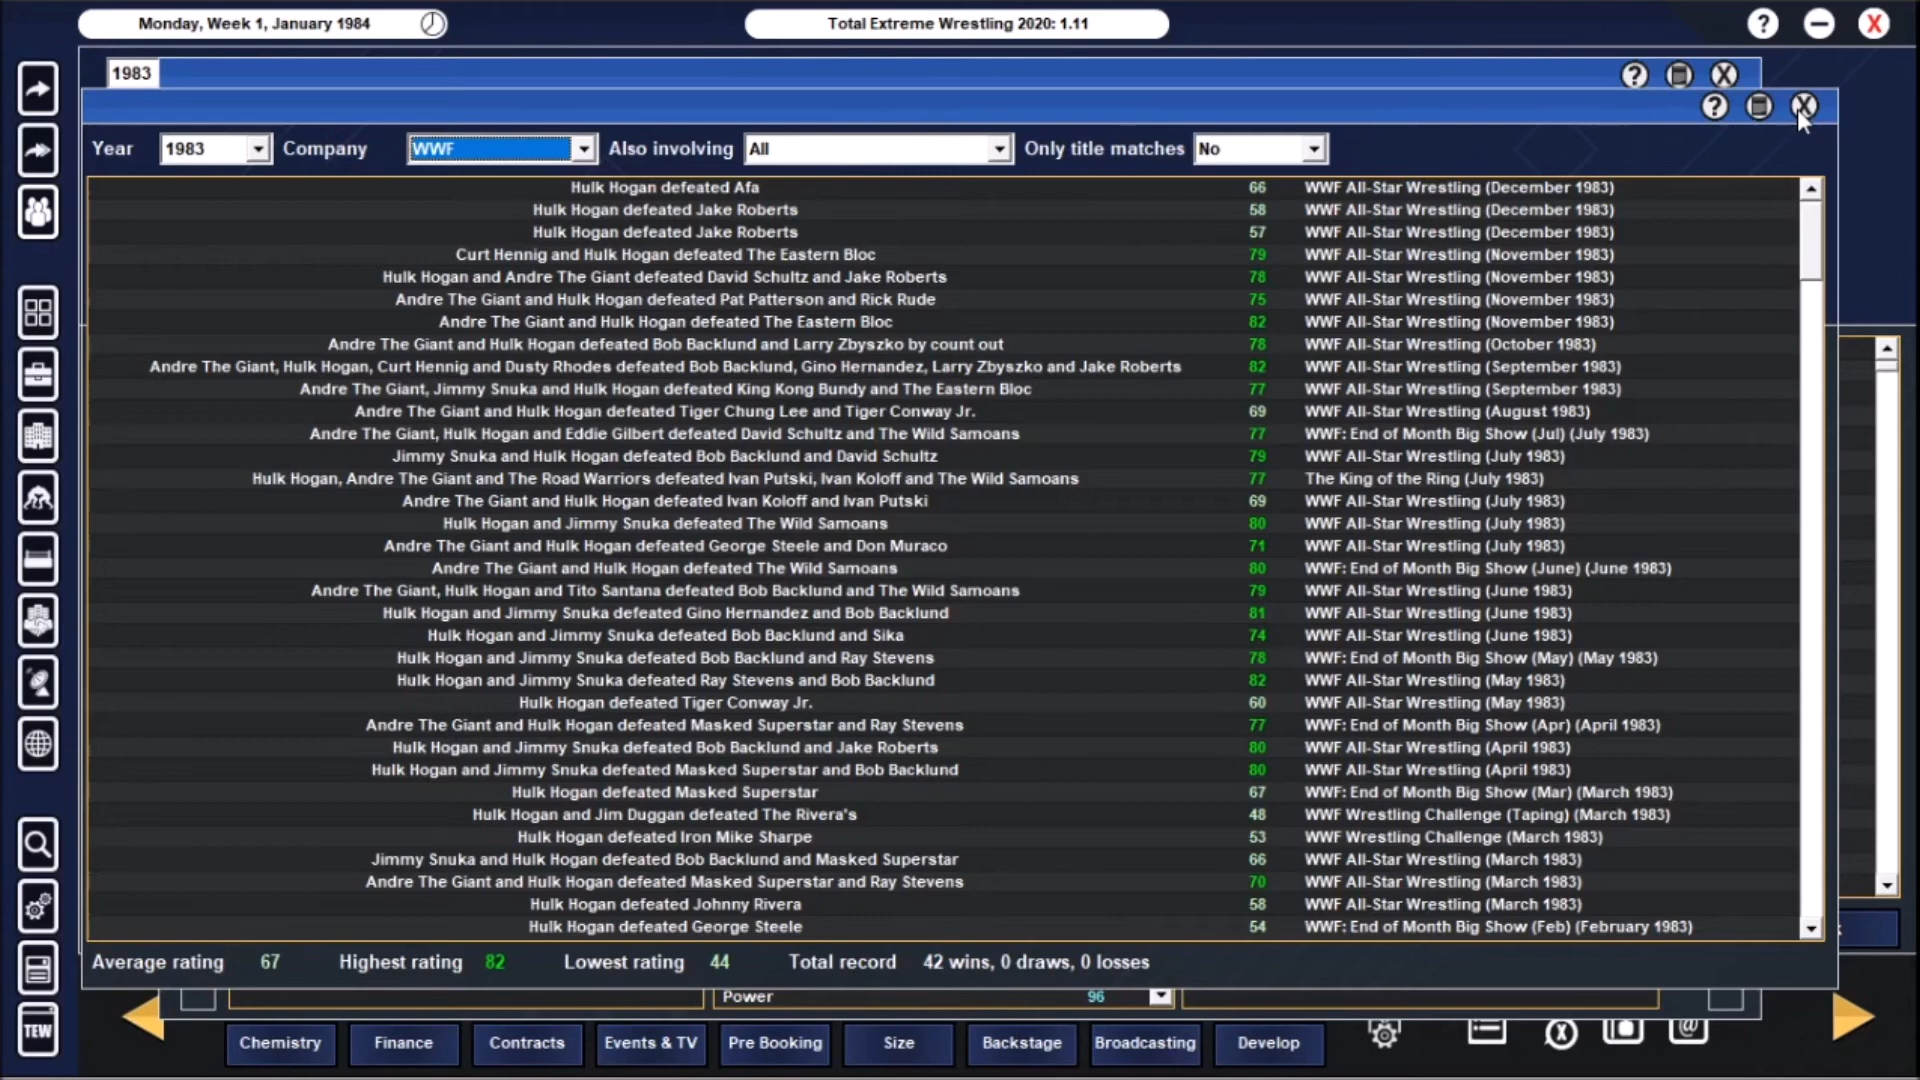 Monday, Week 1, January 1984
Total Extreme Wrestling 2020: 1.11
? X
1983
? X
? X
Year 1983 Company WWF Also involving All Only title matches No
Hulk Hogan defeated Afa 66 WWF All-Star Wrestling (December 1983)
Hulk Hogan defeated Jake Roberts 58 WWF All-Star Wrestling (December 1983)
Hulk Hogan defeated Jake Roberts 57 WWF All-Star Wrestling (December 1983)
Curt Hennig and Hulk Hogan defeated The Eastern Bloc 79 WWF All-Star Wrestling (November 1983)
Hulk Hogan and Andre The Giant defeated David Schultz and Jake Roberts 78 WWF All-Star Wrestling (November 1983)
Andre The Giant and Hulk Hogan defeated Pat Patterson and Rick Rude 75 WWF All-Star Wrestling (November 1983)
Andre The Giant and Hulk Hogan defeated The Eastern Bloc 82 WWF All-Star Wrestling (November 1983)
Andre The Giant and Hulk Hogan defeated Bob Backlund and Larry Zbyszko by count out 78 WWF All-Star Wrestling (October 1983)
Andre The Giant, Hulk Hogan, Curt Hennig and Dusty Rhodes defeated Bob Backlund, Gino Hernandez, Larry Zbyszko and Jake Roberts 82 WWF All-Star Wrestling (September 1983)
Andre The Giant, Jimmy Snuka and Hulk Hogan defeated King Kong Bundy and The Eastern Bloc 77 WWF All-Star Wrestling (September 1983)
Andre The Giant and Hulk Hogan defeated Tiger Chung Lee and Tiger Conway Jr. 69 WWF All-Star Wrestling (August 1983)
Andre The Giant, Hulk Hogan and Eddie Gilbert defeated David Schultz and The Wild Samoans 77 WWF: End of Month Big Show (Jul) (July 1983)
Jimmy Snuka and Hulk Hogan defeated Bob Backlund and David Schultz 79 WWF All-Star Wrestling (July 1983)
Hulk Hogan, Andre The Giant and The Road Warriors defeated Ivan Putski, Ivan Koloff and The Wild Samoans 77 The King of the Ring (July 1983)
Andre The Giant and Hulk Hogan defeated Ivan Koloff and Ivan Putski 69 WWF All-Star Wrestling (July 1983)
Hulk Hogan and Jimmy Snuka defeated The Wild Samoans 80 WWF All-Star Wrestling (July 1983)
Andre The Giant and Hulk Hogan defeated George Steele and Don Muraco 71 WWF All-Star Wrestling (July 1983)
Andre The Giant and Hulk Hogan defeated The Wild Samoans 80 WWF: End of Month Big Show (June) (June 1983)
Andre The Giant, Hulk Hogan and Tito Santana defeated Bob Backlund and The Wild Samoans 79 WWF All-Star Wrestling (June 1983)
Hulk Hogan and Jimmy Snuka defeated Gino Hernandez and Bob Backlund 81 WWF All-Star Wrestling (June 1983)
Hulk Hogan and Jimmy Snuka defeated Bob Backlund and Sika 74 WWF All-Star Wrestling (June 1983)
Hulk Hogan and Jimmy Snuka defeated Bob Backlund and Ray Stevens 78 WWF: End of Month Big Show (May) (May 1983)
Hulk Hogan and Jimmy Snuka defeated Ray Stevens and Bob Backlund 82 WWF All-Star Wrestling (May 1983)
Hulk Hogan defeated Tiger Conway Jr. 60 WWF All-Star Wrestling (May 1983)
Andre The Giant and Hulk Hogan defeated Masked Superstar and Ray Stevens 77 WWF: End of Month Big Show (Apr) (April 1983)
Hulk Hogan and Jimmy Snuka defeated Bob Backlund and Jake Roberts 80 WWF All-Star Wrestling (April 1983)
Hulk Hogan and Jimmy Snuka defeated Masked Superstar and Bob Backlund 80 WWF All-Star Wrestling (April 1983)
Hulk Hogan defeated Masked Superstar 67 WWF: End of Month Big Show (Mar) (March 1983)
Hulk Hogan and Jim Duggan defeated The Rivera's 48 WWF Wrestling Challenge (Taping) (March 1983)
Hulk Hogan defeated Iron Mike Sharpe 53 WWF Wrestling Challenge (March 1983)
Jimmy Snuka and Hulk Hogan defeated Bob Backlund and Masked Superstar 66 WWF All-Star Wrestling (March 1983)
Andre The Giant and Hulk Hogan defeated Masked Superstar and Ray Stevens 70 WWF All-Star Wrestling (March 1983)
Hulk Hogan defeated Johnny Rivera 58 WWF All-Star Wrestling (March 1983)
Hulk Hogan defeated George Steele 54 WWF: End of Month Big Show (Feb) (February 1983)
Average rating 67 Highest rating 82 Lowest rating 44 Total record 42 wins, 0 draws, 0 losses
Power 96
TEW
Chemistry Finance Contracts Events & TV Pre Booking Size Backstage Broadcasting Develop